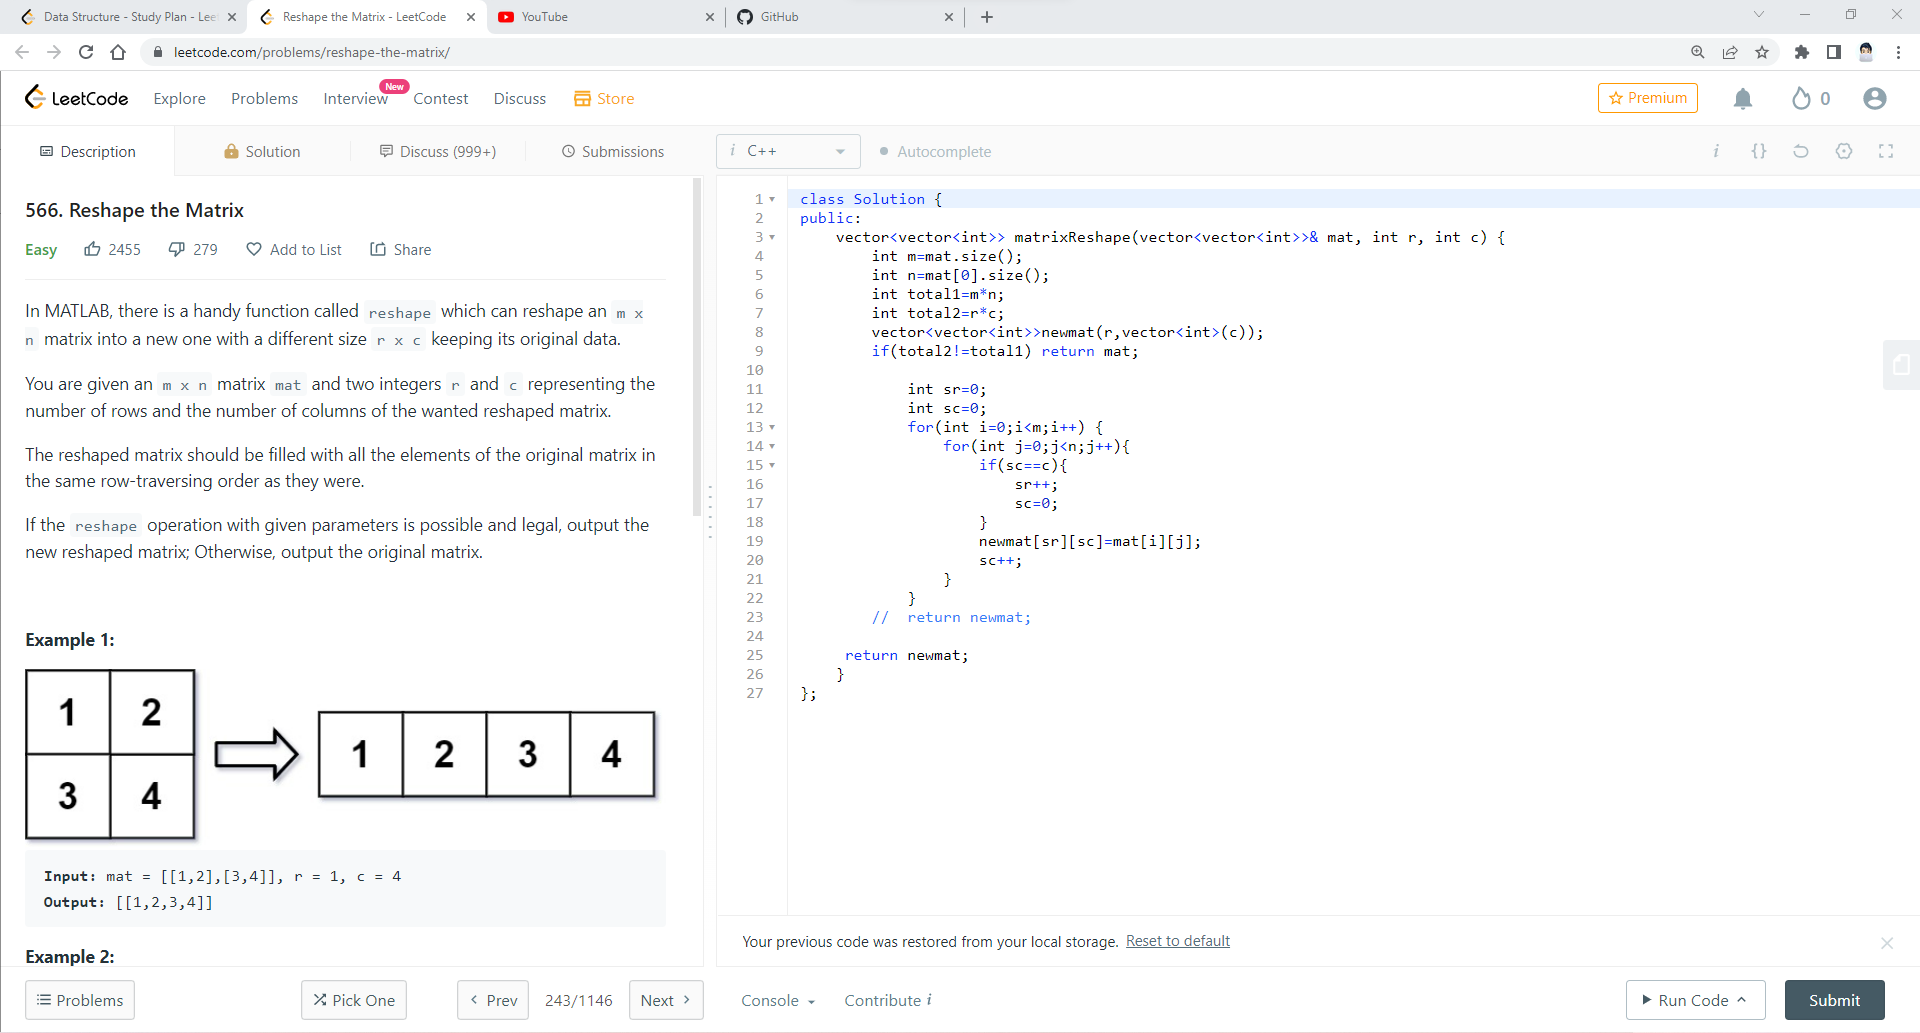 Data Structure - Study Plan - Leet
Reshape the Matrix - LeetCode
YouTube
GitHub
leetcode.com/problems/reshape-the-matrix/
LeetCode
Explore
Problems
Interview
New
Contest
Discuss
Store
Premium
0
Description
Solution
Discuss (999+)
Submissions
i C++
Autocomplete
i {}
566. Reshape the Matrix
Easy 2455 279 Add to List Share
In MATLAB, there is a handy function called reshape which can reshape an m x
n matrix into a new one with a different size r x c keeping its original data.
You are given an m x n matrix mat and two integers r and c representing the
number of rows and the number of columns of the wanted reshaped matrix.
The reshaped matrix should be filled with all the elements of the original matrix in
the same row-traversing order as they were.
If the reshape operation with given parameters is possible and legal, output the
new reshaped matrix; Otherwise, output the original matrix.
Example 1:
1 2
3 4
1 2 3 4
Input: mat = [[1,2],[3,4]], r = 1, c = 4
Output: [[1,2,3,4]]
Example 2:
1 class Solution {
2 public:
3 vector<vector<int>> matrixReshape(vector<vector<int>>& mat, int r, int c) {
4 int m=mat.size();
5 int n=mat[0].size();
6 int total1=m*n;
7 int total2=r*c;
8 vector<vector<int>>newmat(r,vector<int>(c));
9 if(total2!=total1) return mat;
10
11 int sr=0;
12 int sc=0;
13 for(int i=0;i<m;i++) {
14 for(int j=0;j<n;j++){
15 if(sc==c){
16 sr++;
17 sc=0;
18 }
19 newmat[sr][sc]=mat[i][j];
20 sc++;
21 }
22 }
23 // return newmat;
24
25 return newmat;
26 }
27 };
Your previous code was restored from your local storage. Reset to default
Problems
Pick One
Prev
243/1146
Next
Console
Contribute i
Run Code
Submit